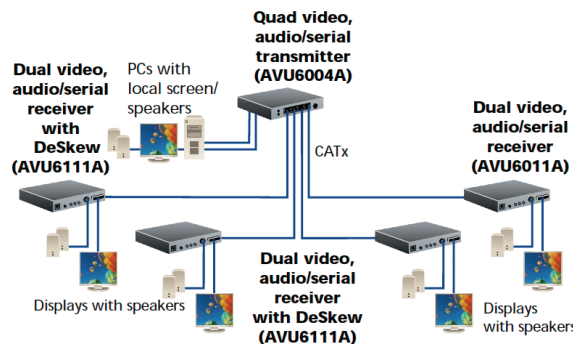 Quad video,
audio/serial
transmitter
(AVU6004A)
Dual video,
audio/serial
receiver
with
DeSkew
(AVU6111A)
PCs with
local screen/
speakers
CATx
Dual video,
audio/serial
receiver
(AVU6011A)
Displays with speakers
Dual video,
audio/serial
receiver
with DeSkew
(AVU6111A)
Displays
with speakers